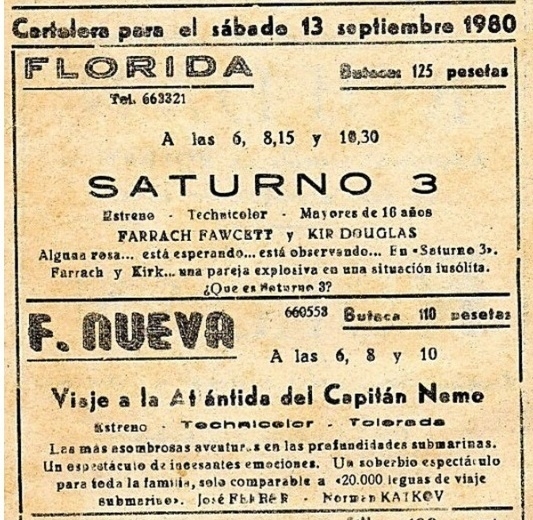 Cartelera para el sábado 13 septiembre 1980
FLORIDA
Butaca: 125 pesetas
Tel. 663321
A las 6, 8,15 y 10,30
SATURNO 3
Estreno - Technicolor - Mayores de 16 años
FARRACH FAWCETT y KIR DOUGLAS
Alguna rosa... está esperando... está observando... En «Saturno 3».
Farrach y Kirk... una pareja explosiva en una situación insólita.
¿Que es Saturno 3?
F. NUEVA
660558 Butaca 110 pesetas
A las 6, 8 y 10
Viaje a la Atlántida del Capitán Nemo
Estreno - Technicolor - Tolerada
Las más asombrosas aventuras en las profundidades submarinas.
Un espectáculo de incesantes emociones. Un soberbio espectáculo
para toda la familia, solo comparable a «20.000 leguas de viaje
submarino». José FERRER - Norman KATKOV